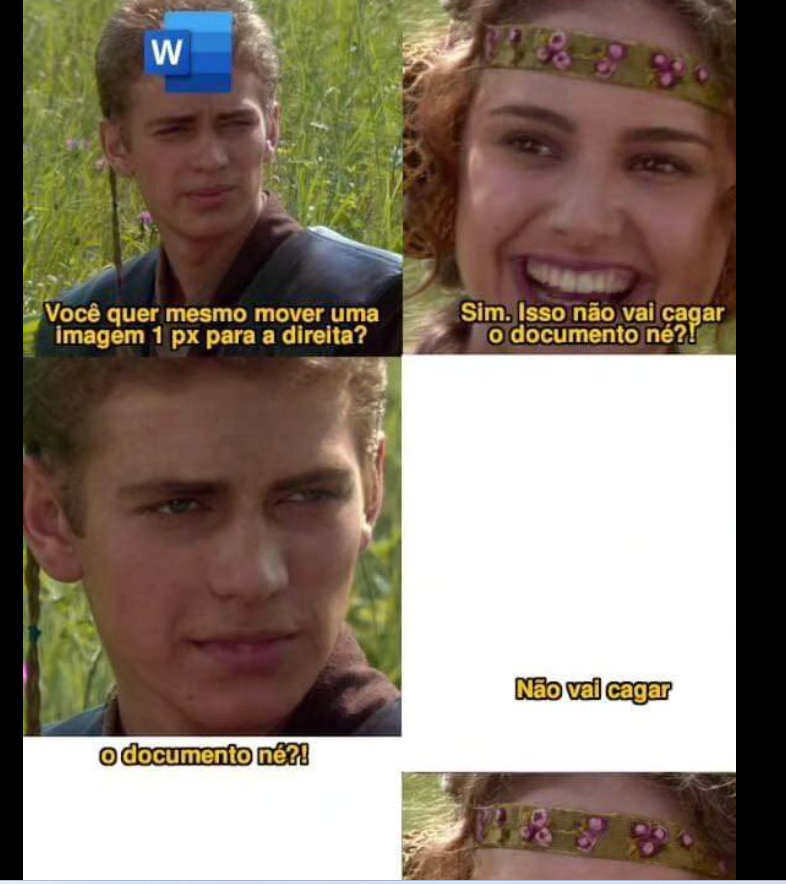 W
Você quer mesmo mover uma
imagem 1 px para a direita?
Sim. Isso não vai cagar
o documento né?!
Não vai cagar
o documento né?!